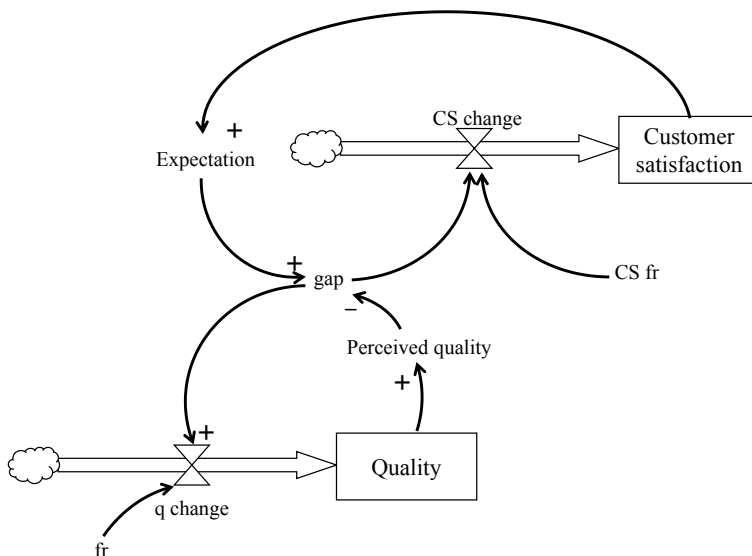 CS change
Customer
satisfaction
+
Expectation
+
gap
CS fr
–
Perceived quality
+
+
Quality
q change
fr